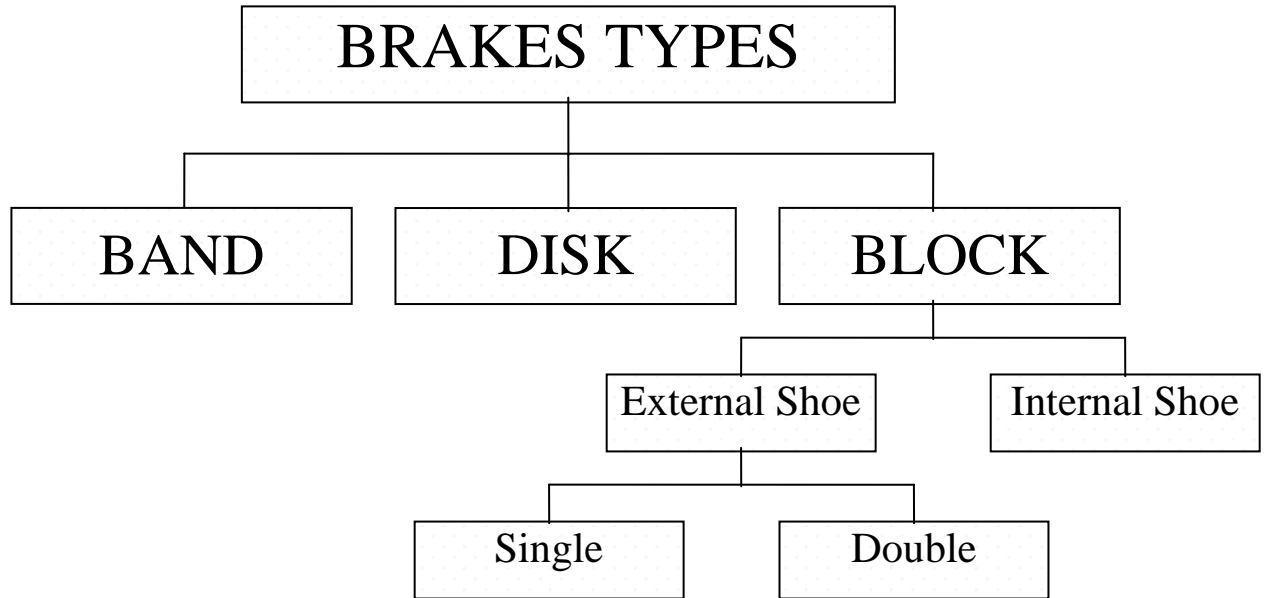 BRAKES TYPES
BAND
DISK
BLOCK
External Shoe
Internal Shoe
Single
Double